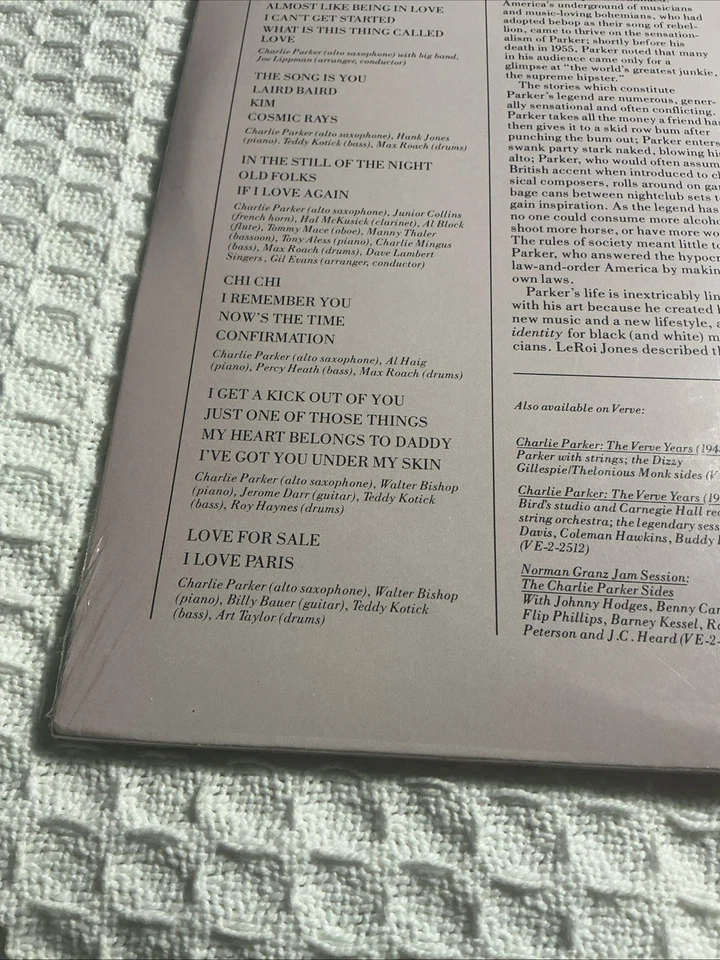 ALMOST LIKE BEING IN LOVE
I CAN'T GET STARTED
WHAT IS THIS THING CALLED
LOVE
Charlie Parker (alto saxophone) with big band,
Joe Lippman (arranger, conductor)
THE SONG IS YOU
LAIRD BAIRD
KIM
COSMIC RAYS
Charlie Parker (alto saxophone), Hank Jones
(piano). Teddy Kotick (bass), Max Roach (drums)
IN THE STILL OF THE NIGHT
OLD FOLKS
IF I LOVE AGAIN
Charlie Parker (alto saxophone), Junior Collins
(french horn), Hal McKusick (clarinet), Al Block
(flute), Tommy Mace (oboe), Manny Thaler
(bassoon), Tony Aless (piano), Charlie Mingus
(bass), Max Roach (drums), Dave Lambert
Singers, Gil Evans (arranger, conductor)
CHI CHI
I REMEMBER YOU
NOW'S THE TIME
CONFIRMATION
Charlie Parker (alto saxophone), Al Haig
(piano), Percy Heath (bass), Max Roach (drums)
I GET A KICK OUT OF YOU
JUST ONE OF THOSE THINGS
MY HEART BELONGS TO DADDY
I'VE GOT YOU UNDER MY SKIN
Charlie Parker (alto saxophone), Walter Bishop
(piano), Jerome Darr (guitar), Teddy Kotick
(bass), Roy Haynes (drums)
LOVE FOR SALE
I LOVE PARIS
Charlie Parker (alto saxophone), Walter Bishop
(piano), Billy Bauer (guitar), Teddy Kotick
(bass), Art Taylor (drums)
America's underground of musicians
and music-loving bohemians, who had
adopted bebop as their song of rebel-
lion, came to thrive on the sensation-
alism of Parker; shortly before his
death in 1955, Parker noted that many
in his audience came only for a
glimpse at "the world's greatest junkie,
the supreme hipster."
The stories which constitute
Parker's legend are numerous, gener-
ally sensational and often conflicting.
Parker takes all the money a friend has
then gives it to a skid row bum after
punching the bum out; Parker enters
swank party stark naked, blowing his
alto; Parker, who would often assum
British accent when introduced to cl
sical composers, rolls around on ga
bage cans between nightclub sets t
gain inspiration. As the legend has
no one could consume more alcoho
shoot more horse, or have more wo
The rules of society meant little to
Parker, who answered the hypocr
law-and-order America by makin
own laws.
Parker's life is inextricably lin
with his art because he created b
new music and a new lifestyle, a
identity for black (and white) m
cians. LeRoi Jones described th
Also available on Verve:
Charlie Parker: The Verve Years (194
Parker with strings; the Dizzy
Gillespie/Thelonious Monk sides (V
Charlie Parker: The Verve Years (19
Bird's studio and Carnegie Hall rec
string orchestra; the legendary sess
Davis, Coleman Hawkins, Buddy
(VE-2-2512)
Norman Granz Jam Session:
The Charlie Parker Sides
With Johnny Hodges, Benny Car
Flip Phillips, Barney Kessel, Ra
Peterson and J.C. Heard (VE-2-